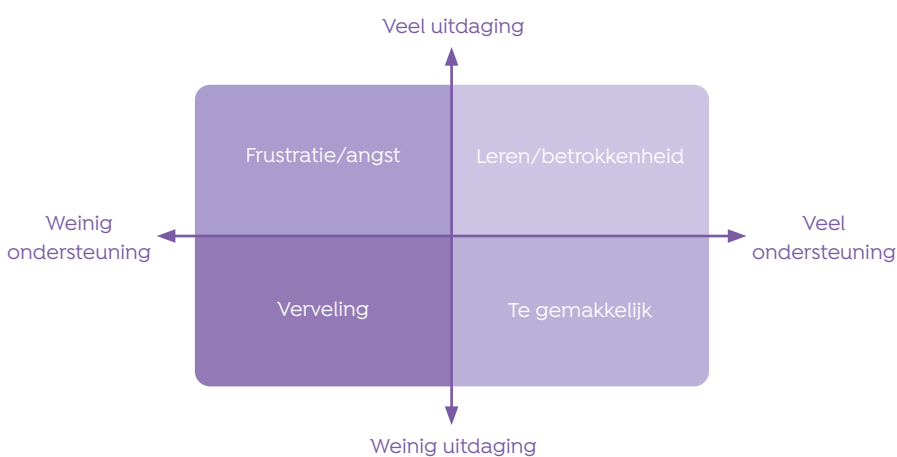 Veel uitdaging
Frustratie/angst
Leren/betrokkenheid
Weinig
ondersteuning
Veel
ondersteuning
Verveling
Te gemakkelijk
Weinig uitdaging